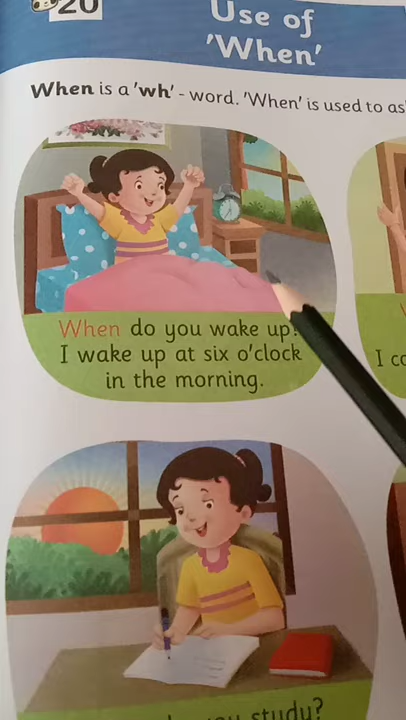 20
Use of
'When'
When is a 'wh' - word. 'When' is used to as
When do you wake up?
I wake up at six o'clock
in the morning.
I
you study?